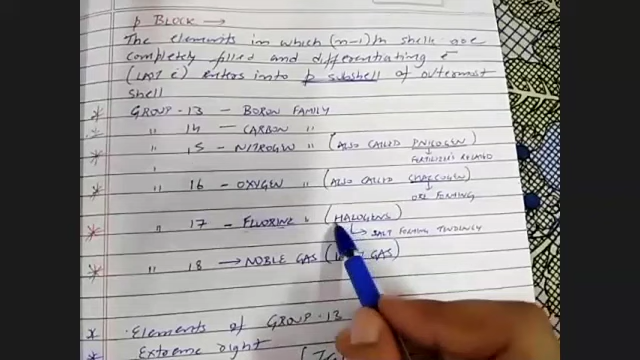 p BLOCK →
The elements in which (n-1)th shell are
completely filled and differentiating e⁻
(LAST e⁻) enters into p subshell of outermost
shell
* GROUP-13 - BORON FAMILY
* " 14 - CARBON "
* " 15 - NITROGEN " (ALSO CALLED PNICOGEN)
FERTILIZER RELATED
* " 16 - OXYGEN " (ALSO CALLED CHALCOGEN)
ORE FORMING
* " 17 - FLUORINE " (HALOGENS)
SALT FORMING TENDENCY
* " 18 → NOBLE GAS ( GAS)
* Elements of GROUP-13
* Extreme right